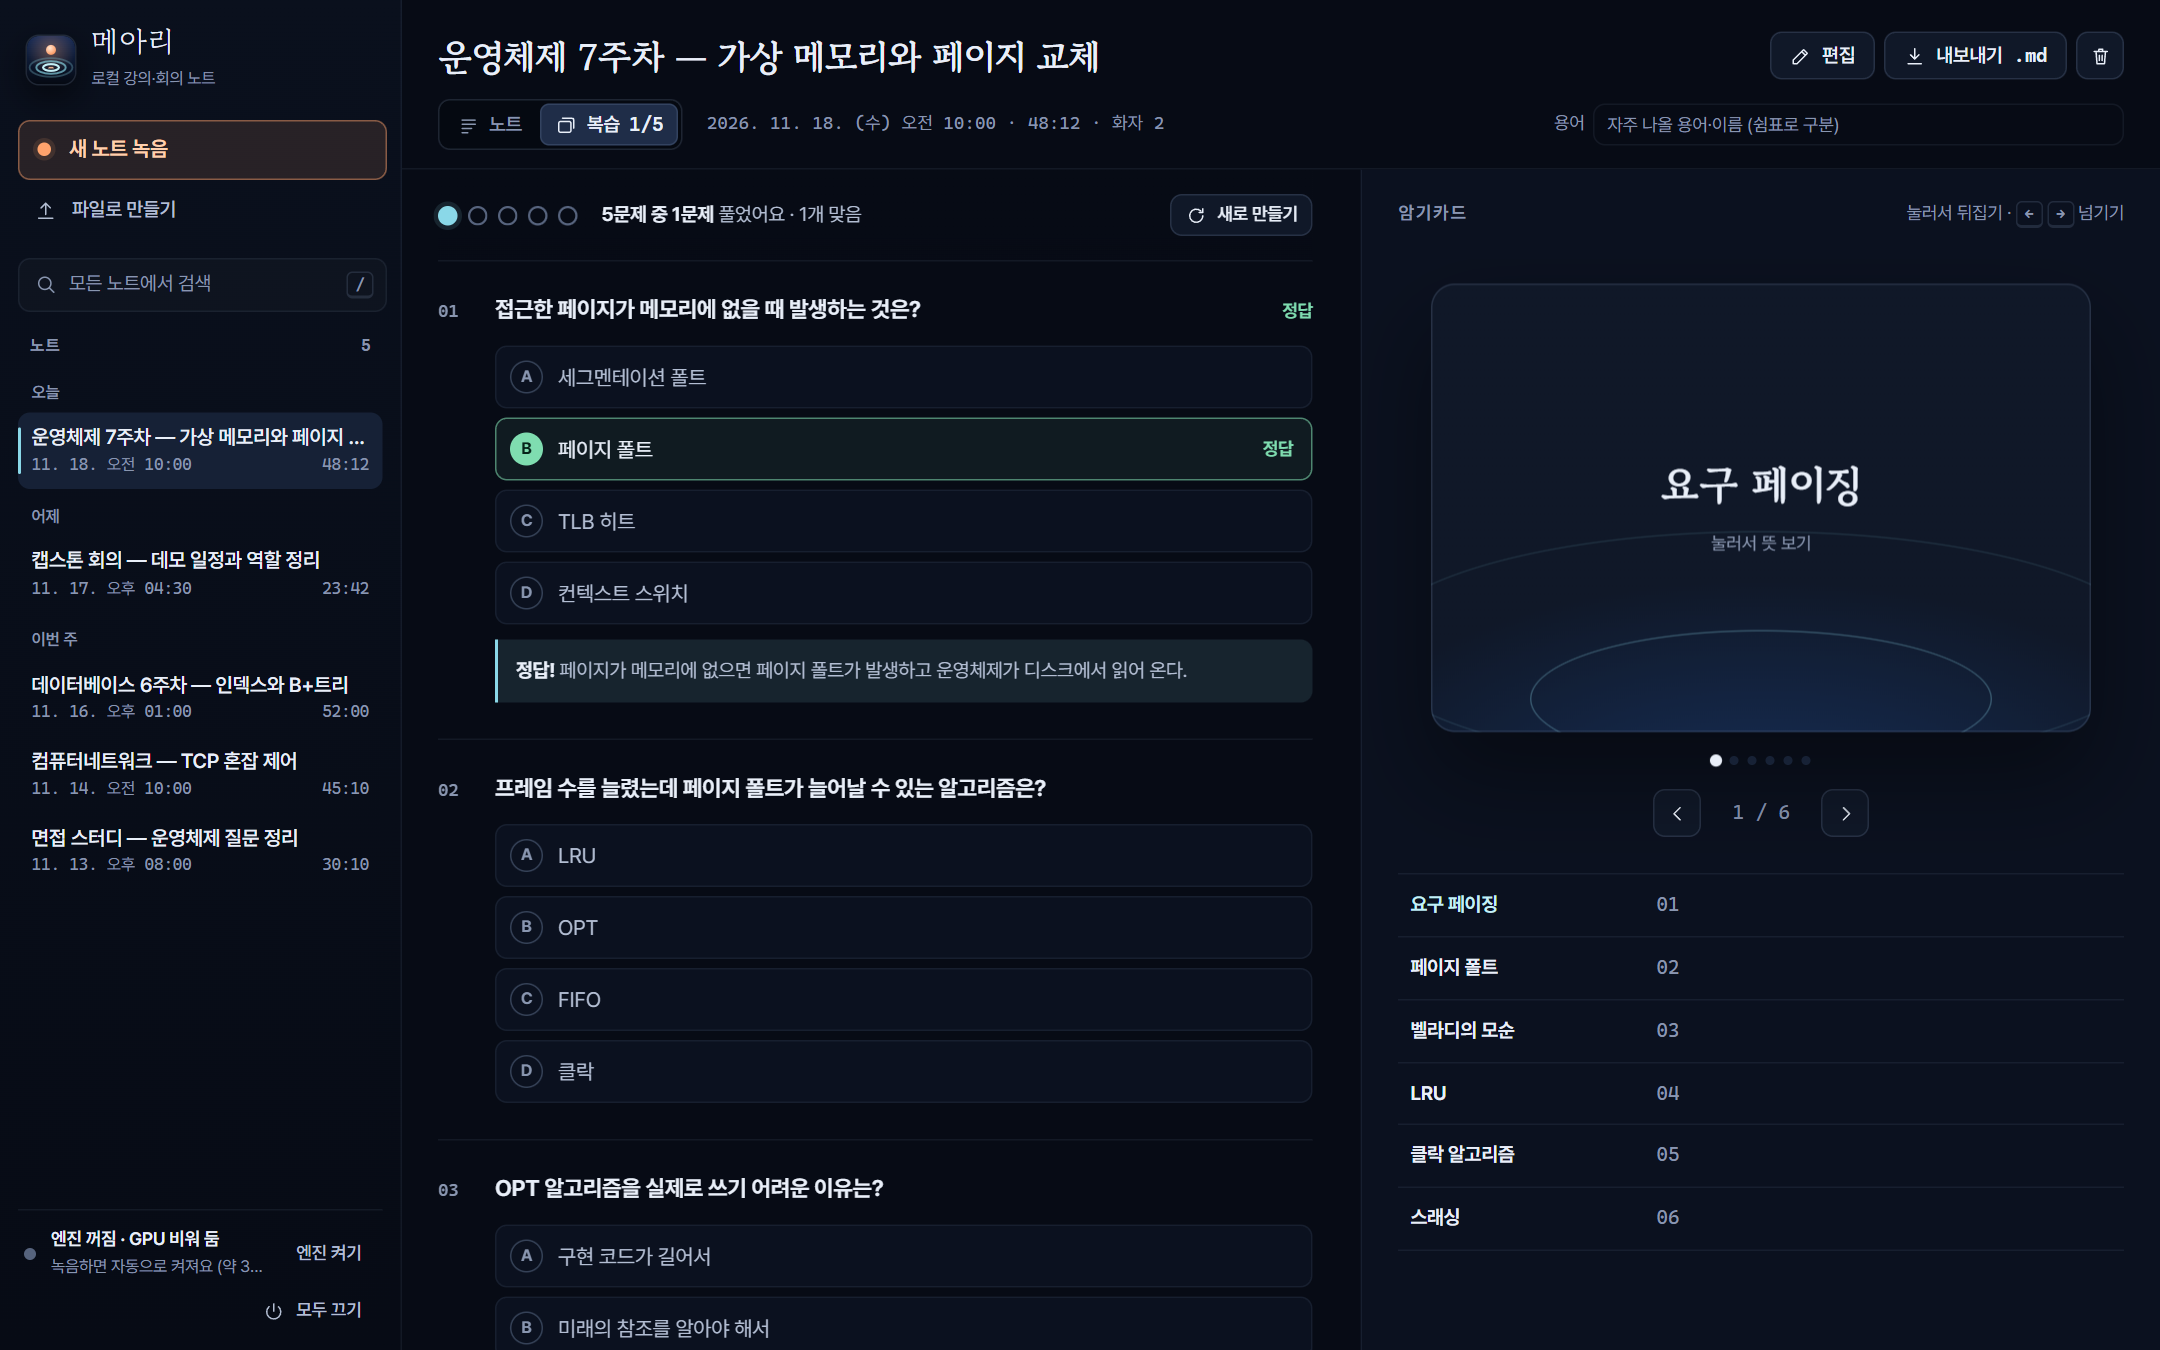 메아리
로컬 강의·회의 노트
새 노트 녹음
파일로 만들기
모든 노트에서 검색 /
노트 5
오늘
운영체제 7주차 — 가상 메모리와 페이지 ...
11. 18. 오전 10:00 48:12
어제
캡스톤 회의 — 데모 일정과 역할 정리
11. 17. 오후 04:30 23:42
이번 주
데이터베이스 6주차 — 인덱스와 B+트리
11. 16. 오후 01:00 52:00
컴퓨터네트워크 — TCP 혼잡 제어
11. 14. 오전 10:00 45:10
면접 스터디 — 운영체제 질문 정리
11. 13. 오후 08:00 30:10
엔진 꺼짐 · GPU 비워 둠
녹음하면 자동으로 켜져요 (약 3...
엔진 켜기
모두 끄기
운영체제 7주차 — 가상 메모리와 페이지 교체
편집
내보내기 .md
노트
복습 1/5
2026. 11. 18. (수) 오전 10:00 · 48:12 · 화자 2
용어 자주 나올 용어·이름 (쉼표로 구분)
5문제 중 1문제 풀었어요 · 1개 맞음
새로 만들기
01 접근한 페이지가 메모리에 없을 때 발생하는 것은? 정답
A 세그멘테이션 폴트
B 페이지 폴트 정답
C TLB 히트
D 컨텍스트 스위치
정답! 페이지가 메모리에 없으면 페이지 폴트가 발생하고 운영체제가 디스크에서 읽어 온다.
02 프레임 수를 늘렸는데 페이지 폴트가 늘어날 수 있는 알고리즘은?
A LRU
B OPT
C FIFO
D 클락
03 OPT 알고리즘을 실제로 쓰기 어려운 이유는?
A 구현 코드가 길어서
B 미래의 참조를 알아야 해서
암기카드
눌러서 뒤집기 · ← → 넘기기
요구 페이징
눌러서 뜻 보기
1 / 6
요구 페이징 01
페이지 폴트 02
벨라디의 모순 03
LRU 04
클락 알고리즘 05
스래싱 06